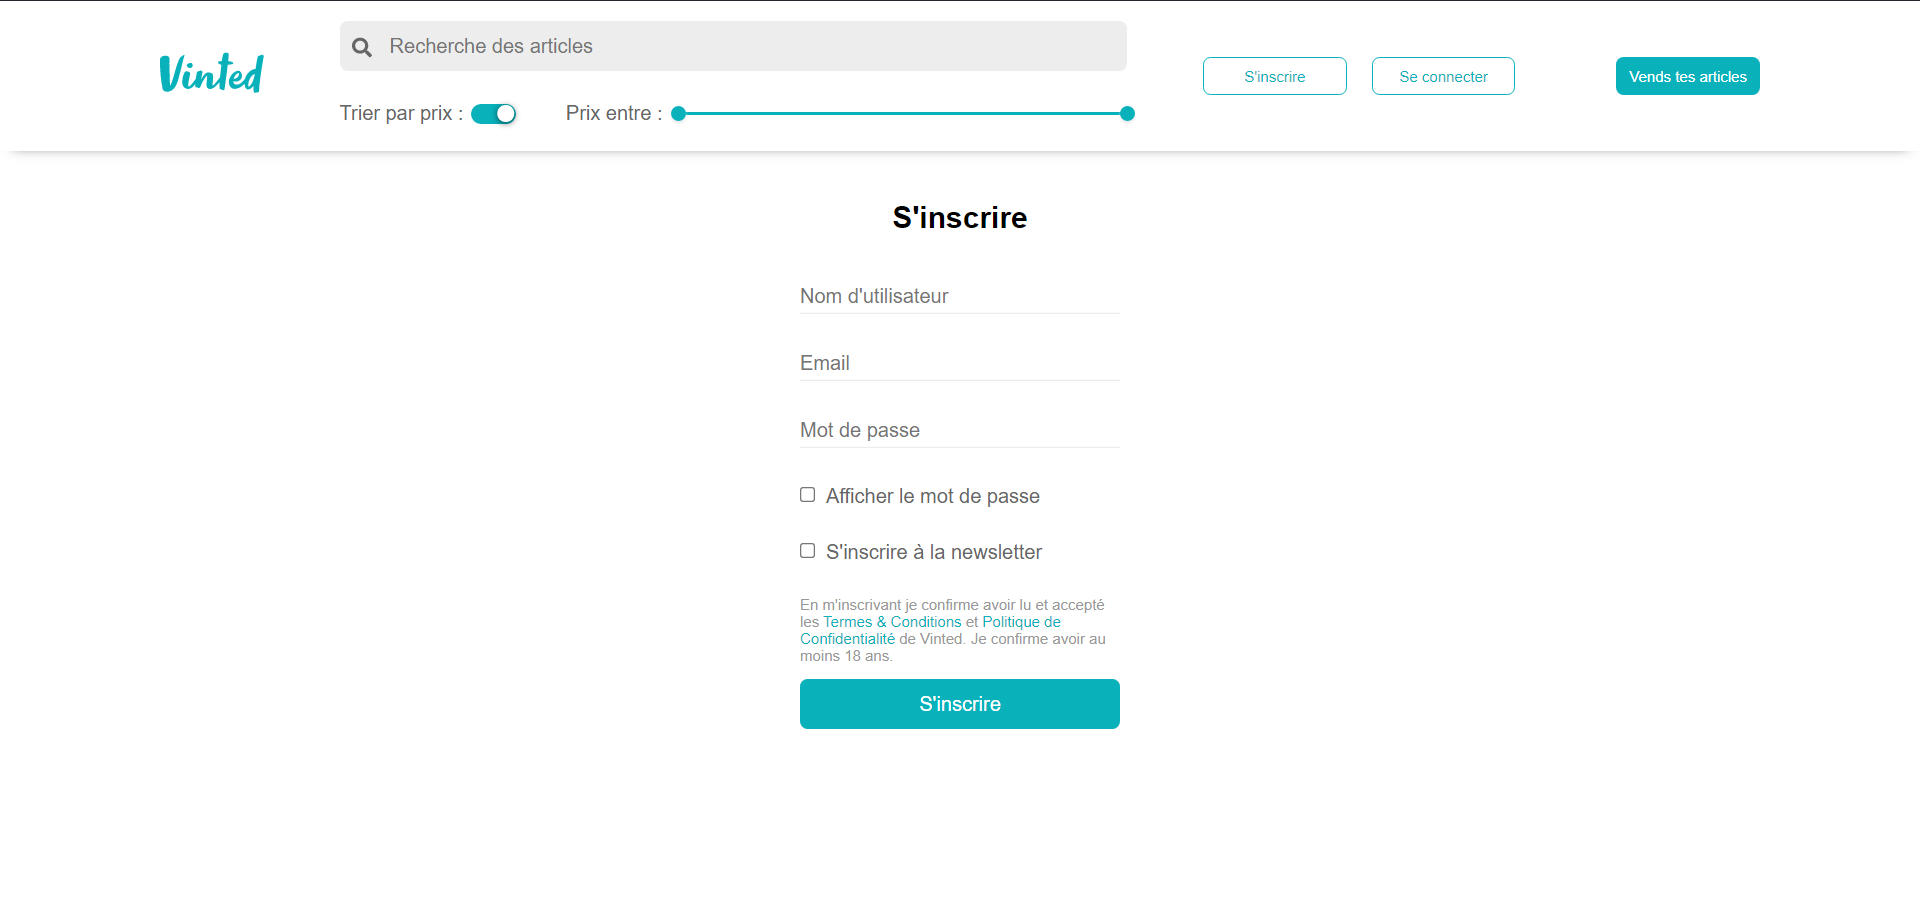 Vinted
Recherche des articles
Trier par prix :
Prix entre :
S'inscrire
Se connecter
Vends tes articles
S'inscrire
Nom d'utilisateur
Email
Mot de passe
Afficher le mot de passe
S'inscrire à la newsletter
En m'inscrivant je confirme avoir lu et accepté
les Termes & Conditions et Politique de
Confidentialité de Vinted. Je confirme avoir au
moins 18 ans.
S'inscrire